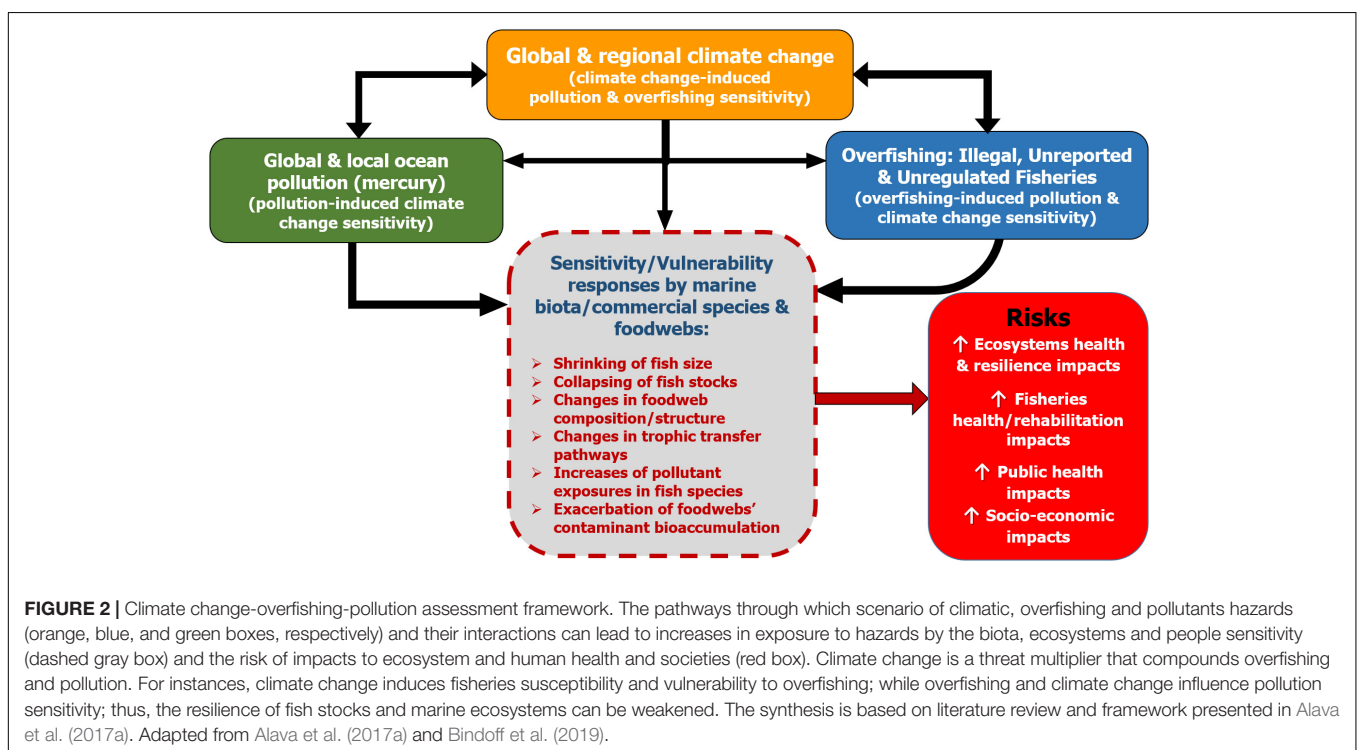 Global & regional climate change
(climate change-induced
pollution & overfishing sensitivity)
Global & local ocean
pollution (mercury)
(pollution-induced climate
change sensitivity)
Overfishing: Illegal, Unreported
& Unregulated Fisheries
(overfishing-induced pollution &
climate change sensitivity)
Sensitivity/Vulnerability
responses by marine
biota/commercial species &
foodwebs:
➢ Shrinking of fish size
➢ Collapsing of fish stocks
➢ Changes in foodweb
composition/structure
➢ Changes in trophic transfer
pathways
➢ Increases of pollutant
exposures in fish species
➢ Exacerbation of foodwebs’
contaminant bioaccumulation
Risks
↑ Ecosystems health
& resilience impacts
↑ Fisheries
health/rehabilitation
impacts
↑ Public health
impacts
↑ Socio-economic
impacts
FIGURE 2 | Climate change-overfishing-pollution assessment framework. The pathways through which scenario of climatic, overfishing and pollutants hazards
(orange, blue, and green boxes, respectively) and their interactions can lead to increases in exposure to hazards by the biota, ecosystems and people sensitivity
(dashed gray box) and the risk of impacts to ecosystem and human health and societies (red box). Climate change is a threat multiplier that compounds overfishing
and pollution. For instances, climate change induces fisheries susceptibility and vulnerability to overfishing; while overfishing and climate change influence pollution
sensitivity; thus, the resilience of fish stocks and marine ecosystems can be weakened. The synthesis is based on literature review and framework presented in Alava
et al. (2017a). Adapted from Alava et al. (2017a) and Bindoff et al. (2019).